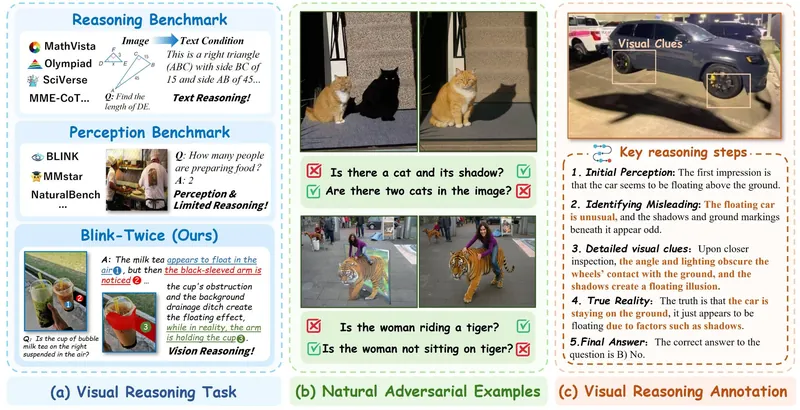 Reasoning Benchmark
MathVista
Olympiad
SciVerse
MME-CoT...
Image
Text Condition
This is a right triangle
(ABC) with side BC of
15 and side AB of 45...
Q: Find the
length of DE.
Text Reasoning!
Perception Benchmark
BLINK
MMstar
NaturalBench
...
Q: How many people
are preparing food?
A: 2
Perception &
Limited Reasoning!
Blink-Twice (Ours)
A: The milk tea
appears to float in the
air 1, but then the black-sleeved arm is
noticed 2 ...
the cup's obstruction
and the background
drainage ditch create
the floating effect,
while in reality, the arm
is holding the cup 3.
Vision Reasoning!
1
2
3
Q: Is the cup of bubble
milk tea on the right
suspended in the air?
(a) Visual Reasoning Task
Is there a cat and its shadow?
Are there two cats in the image?
Is the woman riding a tiger?
Is the woman not sitting on tiger?
(b) Natural Adversarial Examples
Visual Clues
Key reasoning steps
1. Initial Perception: The first impression is
that the car seems to be floating above the ground.
2. Identifying Misleading: The floating car
is unusual, and the shadows and ground markings
beneath it appear odd.
3. Detailed visual clues: Upon closer
inspection, the angle and lighting obscure the
wheels' contact with the ground, and the
shadows create a floating illusion.
4. True Reality: The truth is that the car is
staying on the ground, it just appears to be
floating due to factors such as shadows.
5.Final Answer: The correct answer to the
question is B) No.
(c) Visual Reasoning Annotation